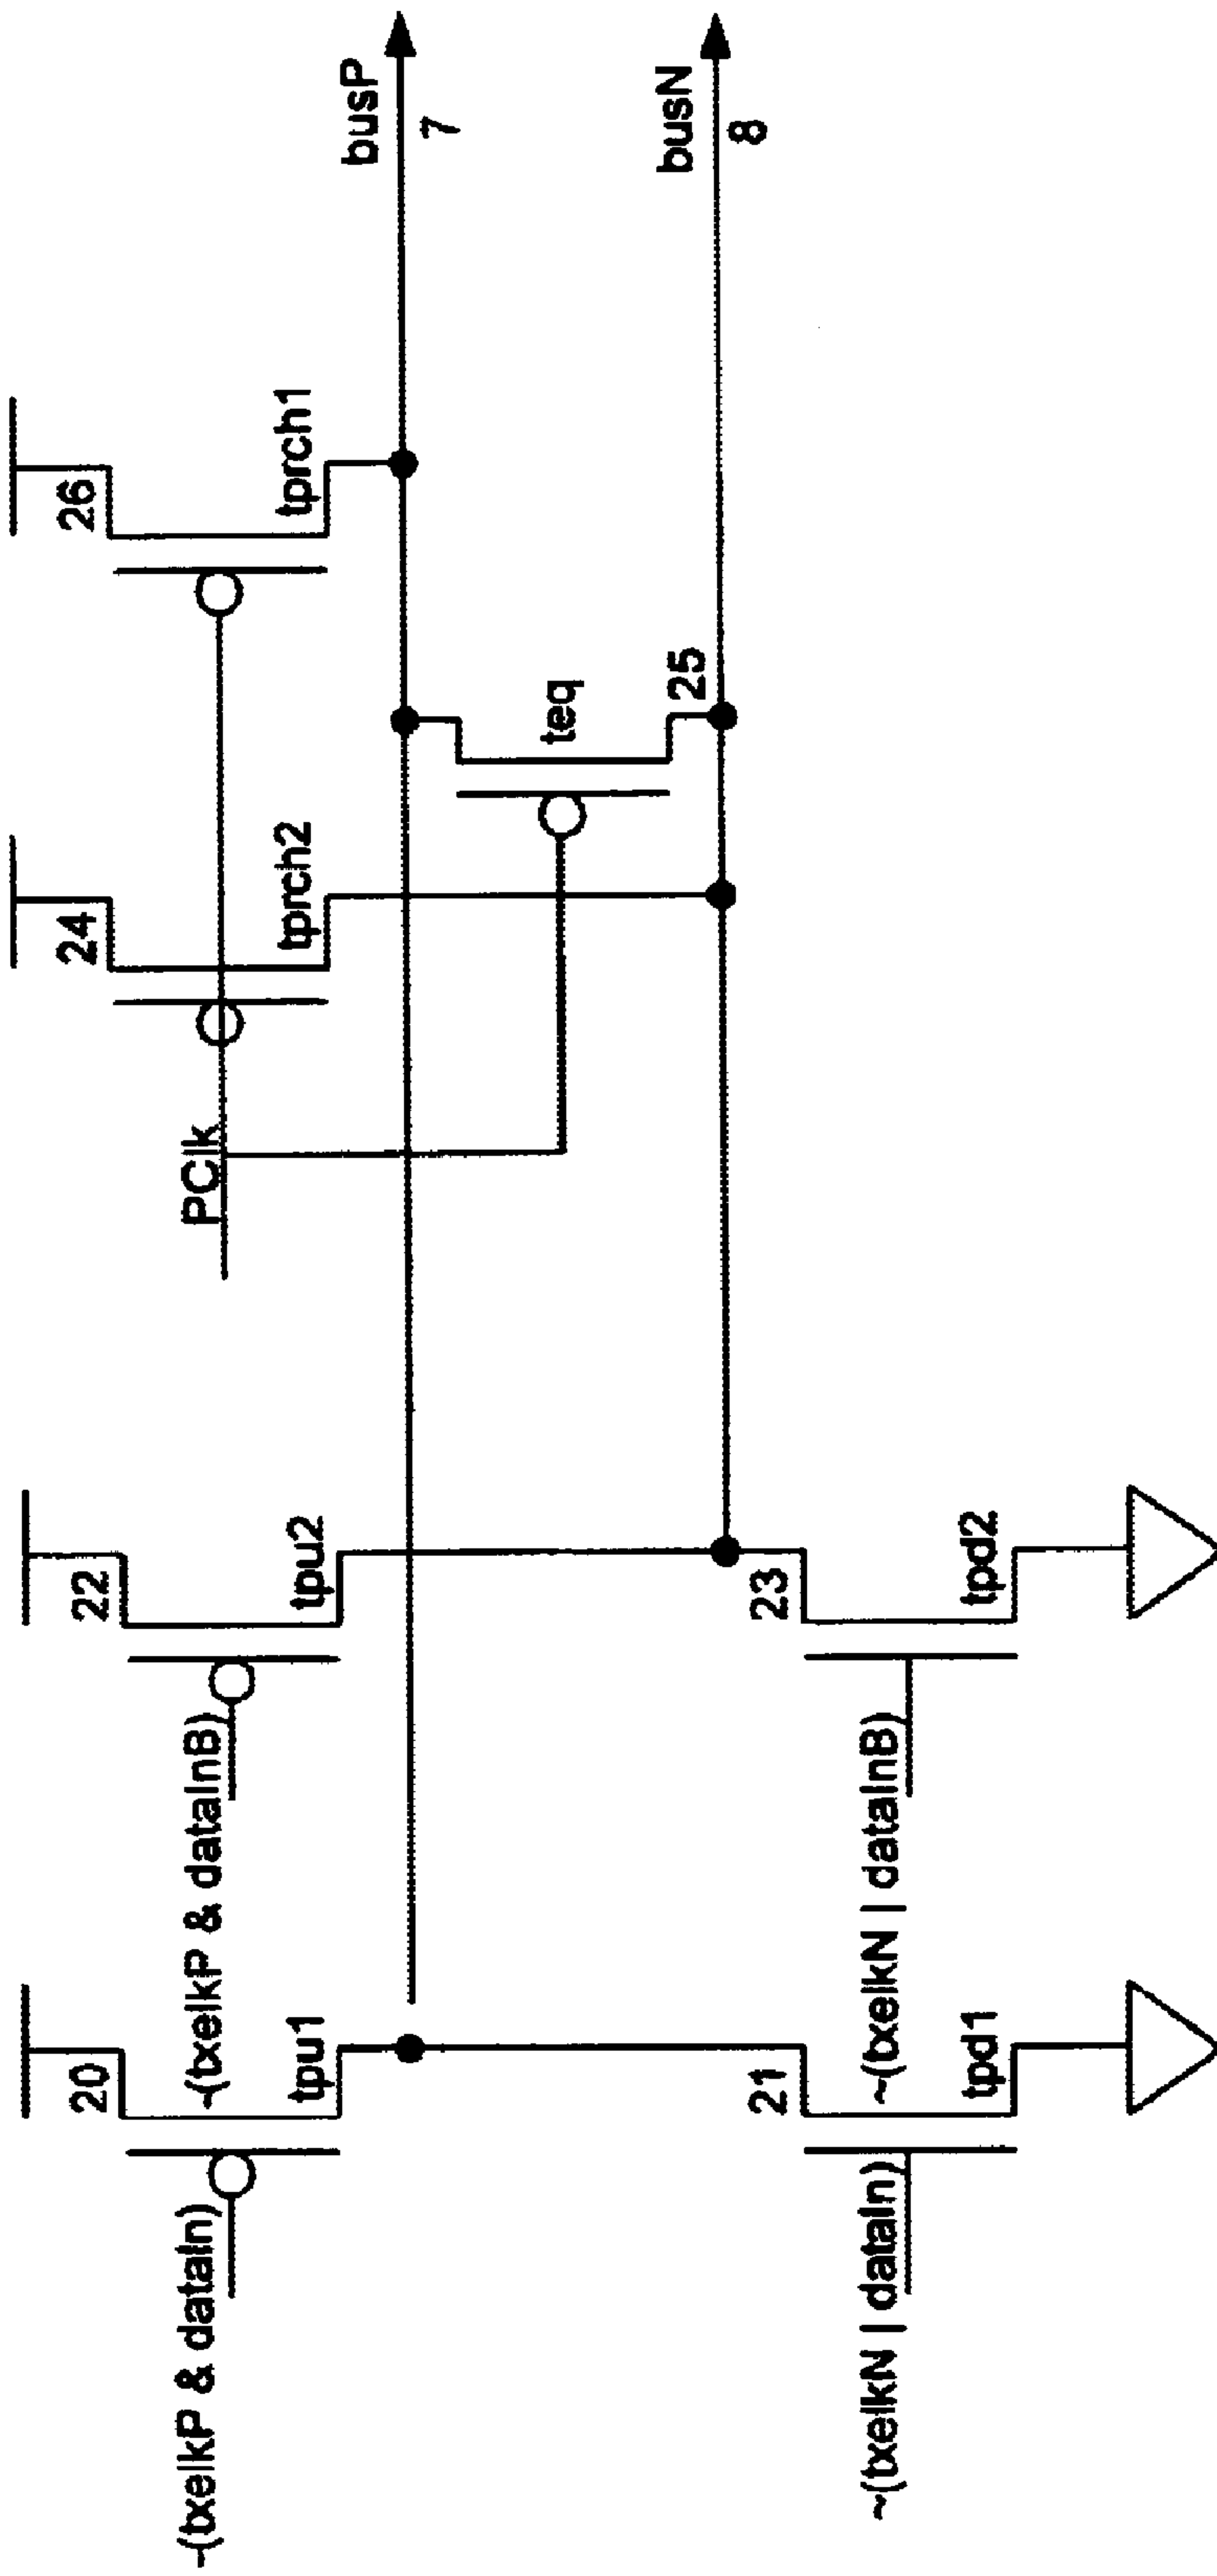 ~(txelkP & dataIn)
20
tpu1
~(txelkP & dataInB)
22
tpu2
PClk
24
tprch2
26
tprch1
busP
7
teq
25
busN
8
~(txelkN | dataIn)
21
tpd1
~(txelkN | dataInB)
23
tpd2